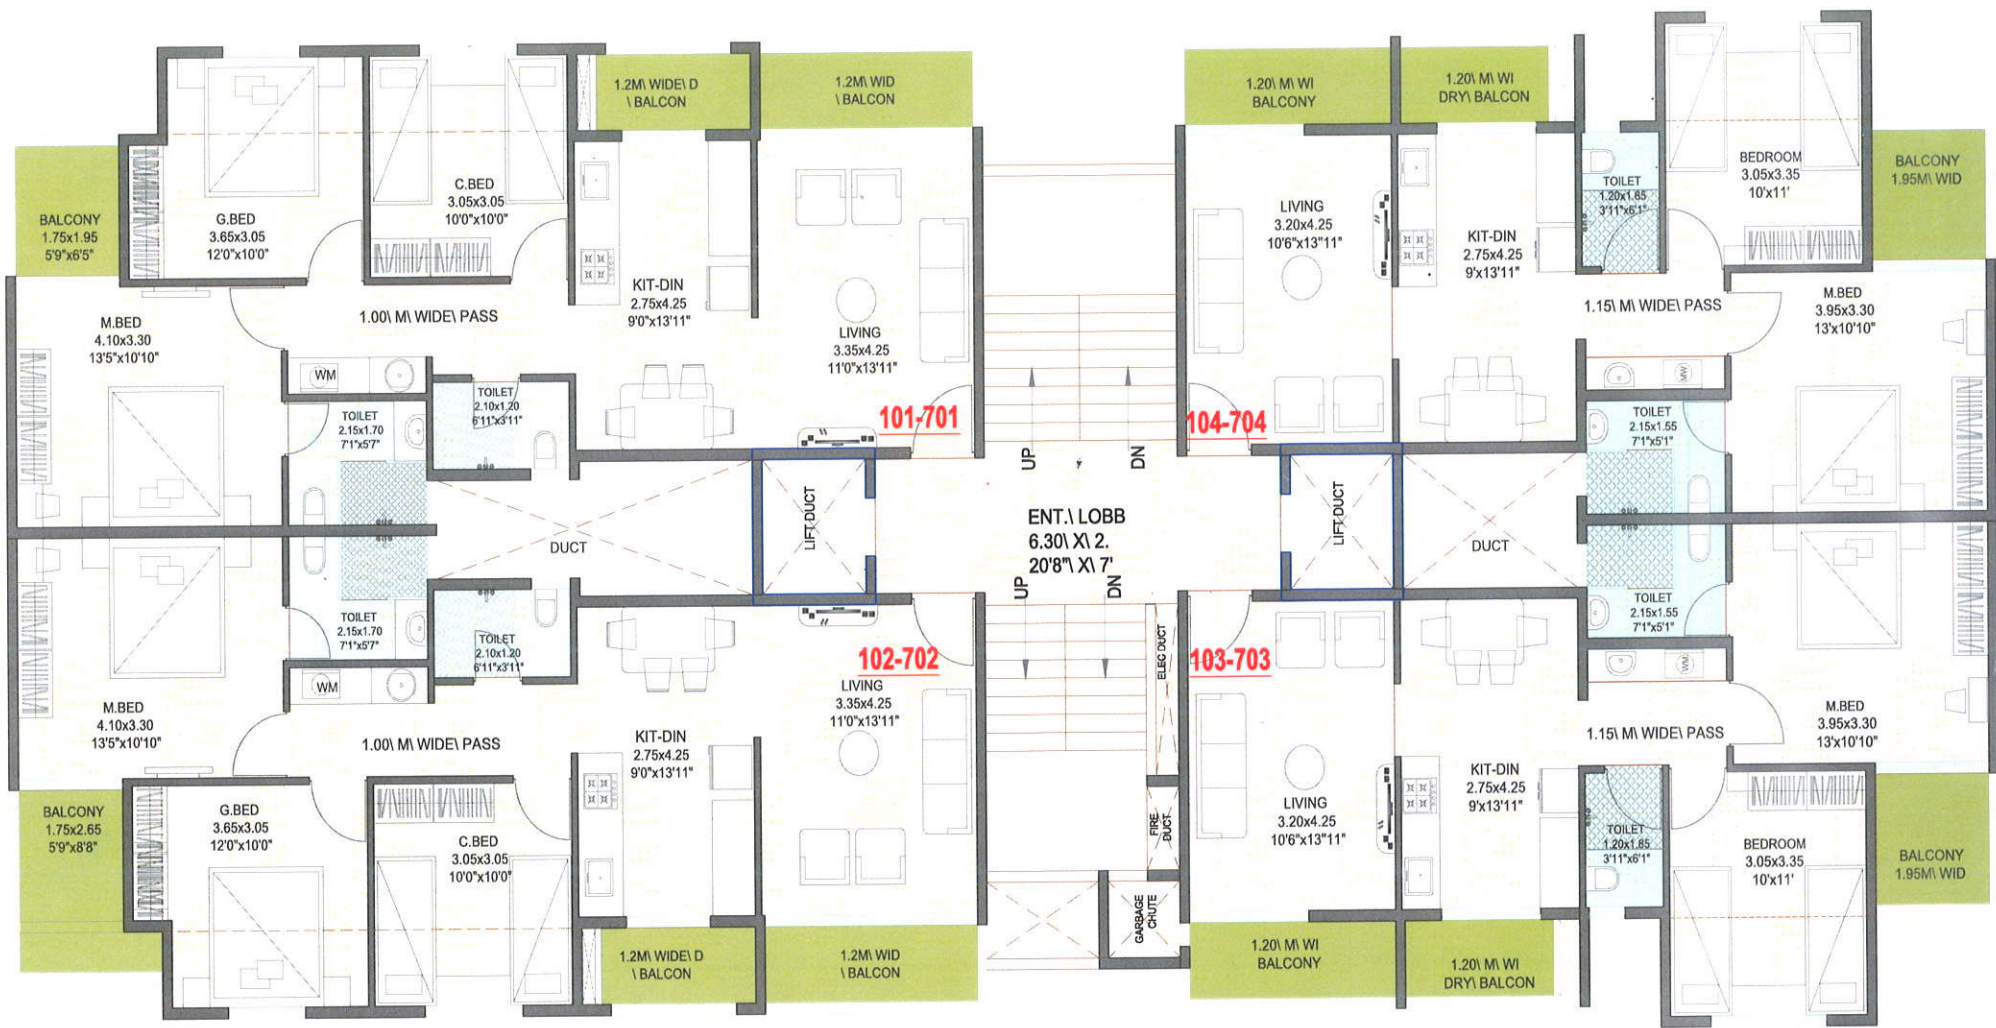 1.2M\ WIDE\ D
\ BALCON
1.2M\ WID
\ BALCON
1.20\ M\ WI
BALCONY
1.20\ M\ WI
DRY\ BALCON
BALCONY
1.75x1.95
5'9"x6'5"
G.BED
3.65x3.05
12'0"x10'0"
C.BED
3.05x3.05
10'0"x10'0"
KIT-DIN
2.75x4.25
9'0"x13'11"
LIVING
3.35x4.25
11'0"x13'11"
LIVING
3.20x4.25
10'6"x13"11"
KIT-DIN
2.75x4.25
9'x13'11"
TOILET
1.20x1.85
3'11"x6'1"
BEDROOM
3.05x3.35
10'x11'
BALCONY
1.95M\ WID
M.BED
4.10x3.30
13'5"x10'10"
1.00\ M\ WIDE\ PASS
1.15\ M\ WIDE\ PASS
M.BED
3.95x3.30
13'x10'10"
WM
TOILET
2.10x1.20
6'11"x3'11"
TOILET
2.15x1.70
7'1"x5'7"
101-701
104-704
WM
TOILET
2.15x1.55
7'1"x5'1"
UP
DN
DUCT
LIFT DUCT
ENT.\ LOBB
6.30\ X\ 2.
20'8"\ X\ 7'
LIFT DUCT
DUCT
UP
DN
TOILET
2.15x1.70
7'1"x5'7"
TOILET
2.10x1.20
6'11"x3'11"
102-702
103-703
TOILET
2.15x1.55
7'1"x5'1"
ELEC DUCT
WM
WM
M.BED
4.10x3.30
13'5"x10'10"
1.00\ M\ WIDE\ PASS
KIT-DIN
2.75x4.25
9'0"x13'11"
LIVING
3.35x4.25
11'0"x13'11"
1.15\ M\ WIDE\ PASS
M.BED
3.95x3.30
13'x10'10"
BALCONY
1.75x2.65
5'9"x8'8"
G.BED
3.65x3.05
12'0"x10'0"
C.BED
3.05x3.05
10'0"x10'0"
FIRE
DUCT
LIVING
3.20x4.25
10'6"x13"11"
KIT-DIN
2.75x4.25
9'x13'11"
TOILET
1.20x1.85
3'11"x6'1"
BEDROOM
3.05x3.35
10'x11'
BALCONY
1.95M\ WID
GARBAGE
CHUTE
1.2M\ WIDE\ D
\ BALCON
1.2M\ WID
\ BALCON
1.20\ M\ WI
BALCONY
1.20\ M\ WI
DRY\ BALCON